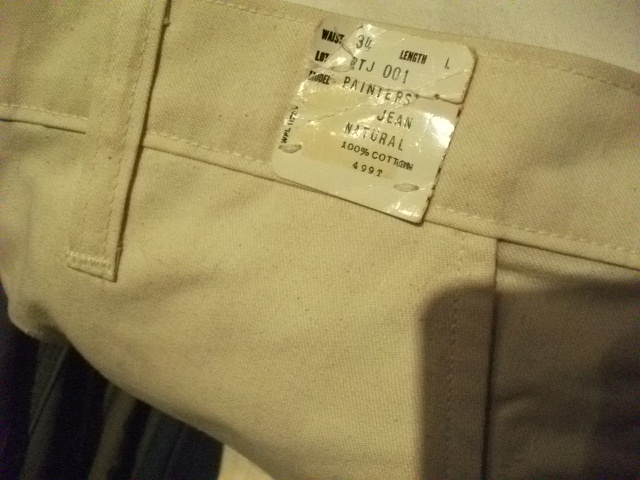 WAIST 34 LENGTH L
LOT RTJ 001
MODEL PAINTERS
JEAN
NATURAL
100% COTTON
499T